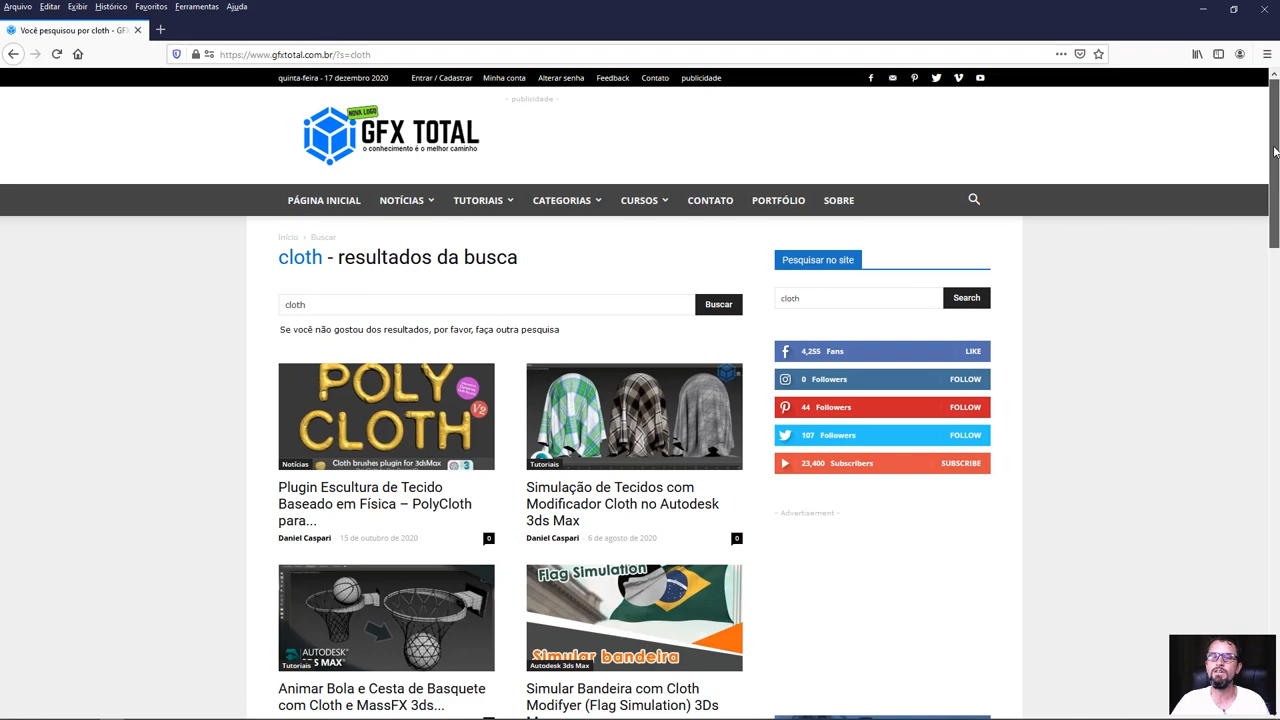 Arquivo Editar Exibir Histórico Favoritos Ferramentas Ajuda
Você pesquisou por cloth - GFX
https://www.gfxtotal.com.br/?s=cloth
quinta-feira - 17 dezembro 2020 Entrar / Cadastrar Minha conta Alterar senha Feedback Contato publicidade
- publicidade -
NOVA LOGO
GFX TOTAL
o conhecimento é o melhor caminho
PÁGINA INICIAL NOTÍCIAS TUTORIAIS CATEGORIAS CURSOS CONTATO PORTFÓLIO SOBRE
Início › Buscar
cloth - resultados da busca
cloth Buscar
Se você não gostou dos resultados, por favor, faça outra pesquisa
POLY
CLOTH
V2
Cloth brushes plugin for 3dsMax
3
Notícias
Plugin Escultura de Tecido
Baseado em Física – PolyCloth
para...
Daniel Caspari - 15 de outubro de 2020 0
Tutoriais
Simulação de Tecidos com
Modificador Cloth no Autodesk
3ds Max
Daniel Caspari - 6 de agosto de 2020 0
AUTODESK
3DS MAX
Tutoriais
Animar Bola e Cesta de Basquete
com Cloth e MassFX 3ds...
Flag Simulation
Simular bandeira
Autodesk 3ds Max
Simular Bandeira com Cloth
Modifyer (Flag Simulation) 3Ds
Pesquisar no site
cloth Search
4,255 Fans LIKE
0 Followers FOLLOW
44 Followers FOLLOW
107 Followers FOLLOW
23,400 Subscribers SUBSCRIBE
- Advertisement -